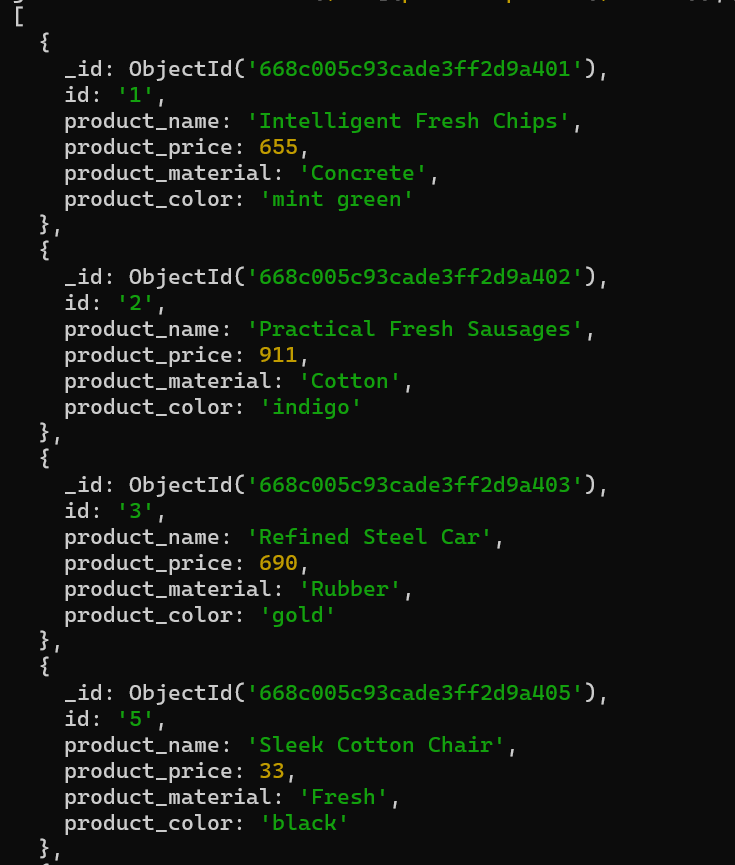 [
{
_id: ObjectId('668c005c93cade3ff2d9a401'),
id: '1',
product_name: 'Intelligent Fresh Chips',
product_price: 655,
product_material: 'Concrete',
product_color: 'mint green'
},
{
_id: ObjectId('668c005c93cade3ff2d9a402'),
id: '2',
product_name: 'Practical Fresh Sausages',
product_price: 911,
product_material: 'Cotton',
product_color: 'indigo'
},
{
_id: ObjectId('668c005c93cade3ff2d9a403'),
id: '3',
product_name: 'Refined Steel Car',
product_price: 690,
product_material: 'Rubber',
product_color: 'gold'
},
{
_id: ObjectId('668c005c93cade3ff2d9a405'),
id: '5',
product_name: 'Sleek Cotton Chair',
product_price: 33,
product_material: 'Fresh',
product_color: 'black'
},